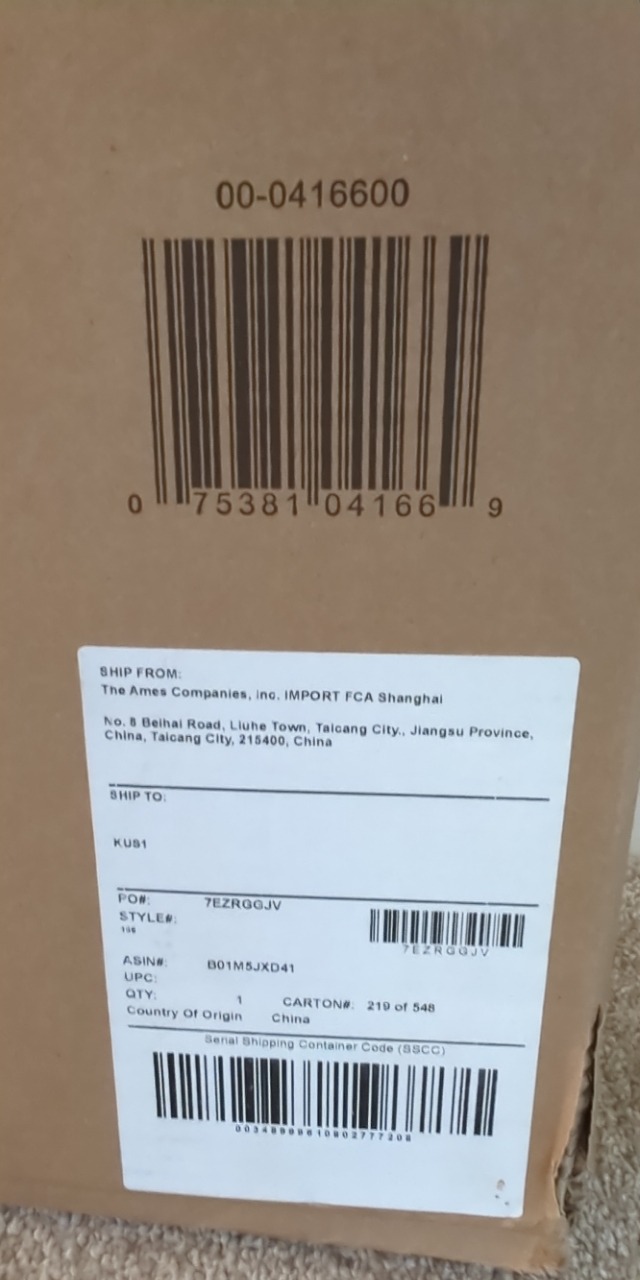 00-0416600
0 75381 04166 9
SHIP FROM:
The Ames Companies, Inc. IMPORT FCA Shanghai
No. 8 Beihai Road, Liuhe Town, Taicang City., Jiangsu Province,
China, Taicang City, 215400, China
SHIP TO:
KUS1
PO#: 7EZRGGJV
STYLE#:
7EZRGGJV
ASIN#: B01M5JXD41
UPC:
QTY: 1 CARTON#: 219 of 548
Country Of Origin China
Serial Shipping Container Code (SSCC)